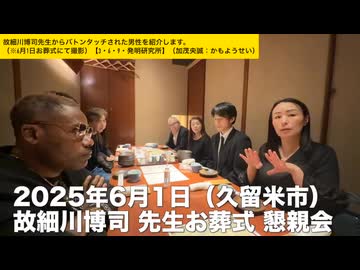 故細川博司先生からバトンタッチされた男性を紹介します。
（※6月1日お葬式にて撮影）【3・6・9・発明研究所】（加茂央誠：かもようせい）
2025年6月1日（久留米市）
故細川博司 先生お葬式 懇親会